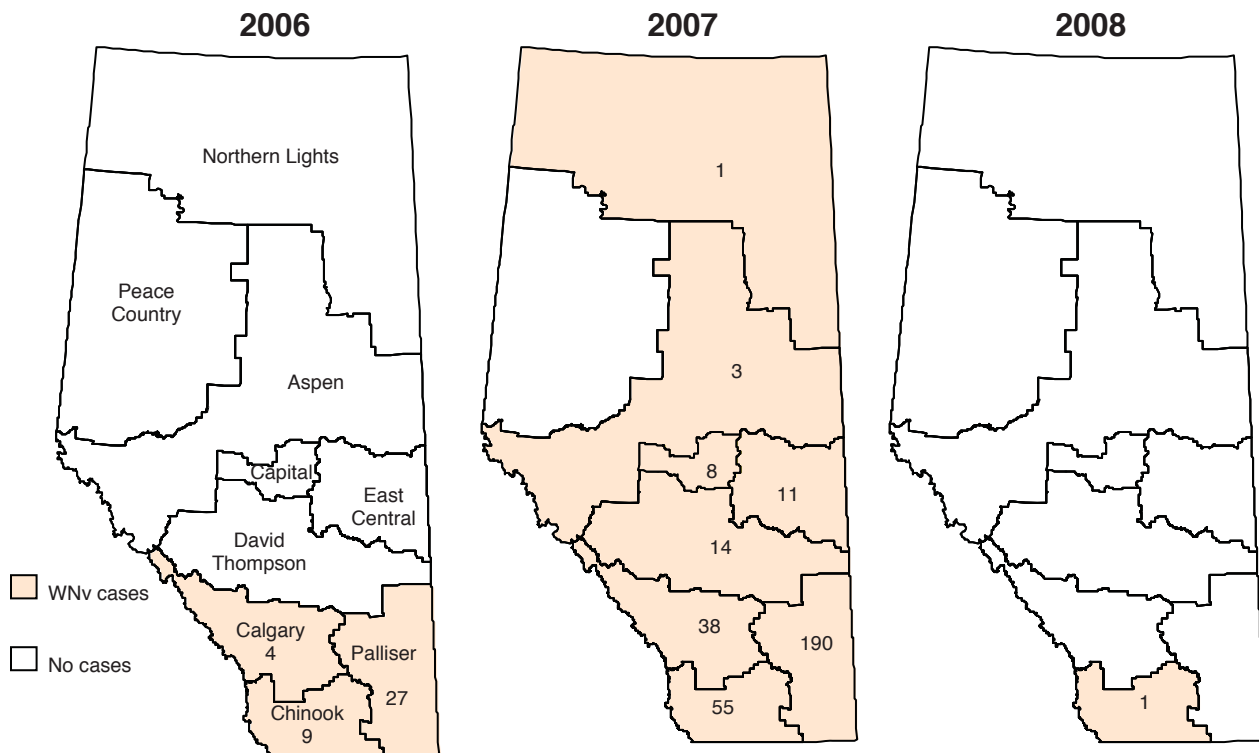 2006
2007
2008
Northern Lights
Peace
Country
Aspen
Capital
East
Central
David
Thompson
Calgary
4
Palliser
27
Chinook
9
WNv cases
No cases
1
3
8
11
14
38
190
55
1